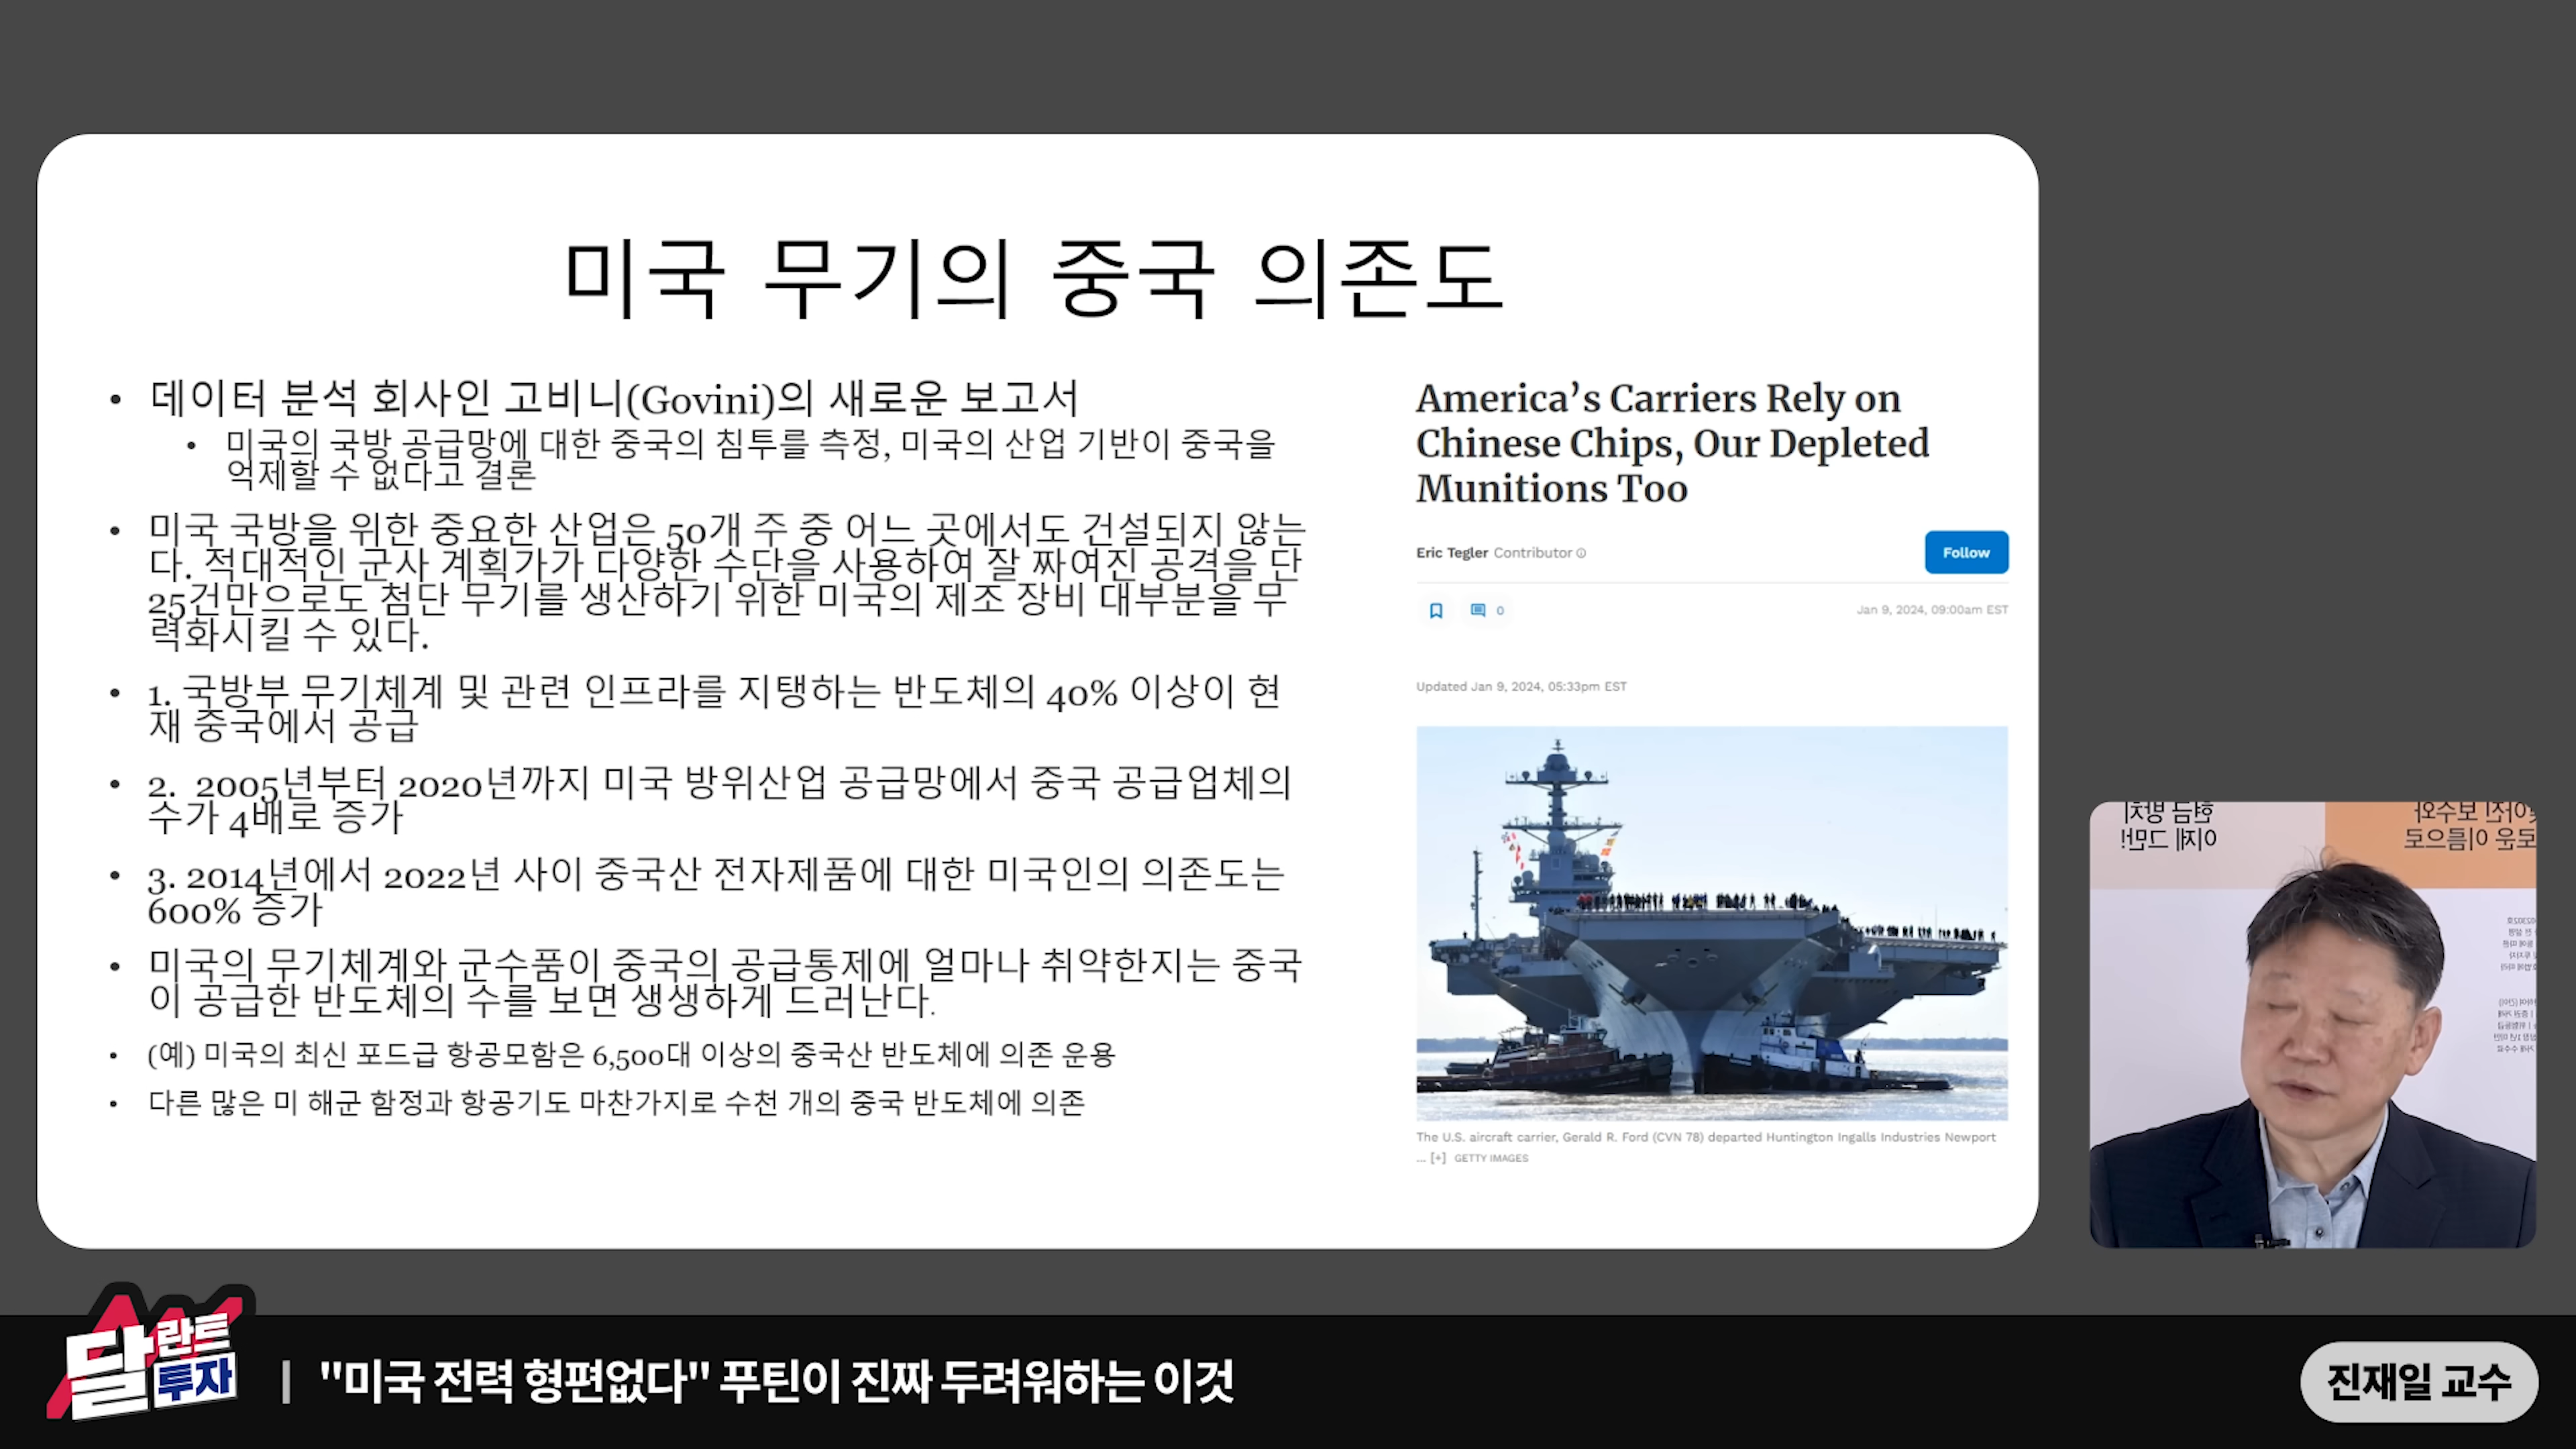 미국 무기의 중국 의존도
• 데이터 분석 회사인 고비니(Govini)의 새로운 보고서
• 미국의 국방 공급망에 대한 중국의 침투를 측정, 미국의 산업 기반이 중국을
억제할 수 없다고 결론
• 미국 국방을 위한 중요한 산업은 50개 주 중 어느 곳에서도 건설되지 않는
다. 적대적인 군사 계획가가 다양한 수단을 사용하여 잘 짜여진 공격을 단
25건만으로도 첨단 무기를 생산하기 위한 미국의 제조 장비 대부분을 무
력화시킬 수 있다.
• 1. 국방부 무기체계 및 관련 인프라를 지탱하는 반도체의 40% 이상이 현
재 중국에서 공급
• 2. 2005년부터 2020년까지 미국 방위산업 공급망에서 중국 공급업체의
수가 4배로 증가
• 3. 2014년에서 2022년 사이 중국산 전자제품에 대한 미국인의 의존도는
600% 증가
• 미국의 무기체계와 군수품이 중국의 공급통제에 얼마나 취약한지는 중국
이 공급한 반도체의 수를 보면 생생하게 드러난다.
• (예) 미국의 최신 포드급 항공모함은 6,500대 이상의 중국산 반도체에 의존 운용
• 다른 많은 미 해군 함정과 항공기도 마찬가지로 수천 개의 중국 반도체에 의존
America's Carriers Rely on
Chinese Chips, Our Depleted
Munitions Too
Eric Tegler Contributor
Follow
0
Jan 9, 2024, 09:00am EST
Updated Jan 9, 2024, 05:33pm EST
The U.S. aircraft carrier, Gerald R. Ford (CVN 78) departed Huntington Ingalls Industries Newport
... [+] GETTY IMAGES
현금 방치
이제 그만!
보수와
이름으로
달란트
투자
| "미국 전력 형편없다" 푸틴이 진짜 두려워하는 이것
진재일 교수